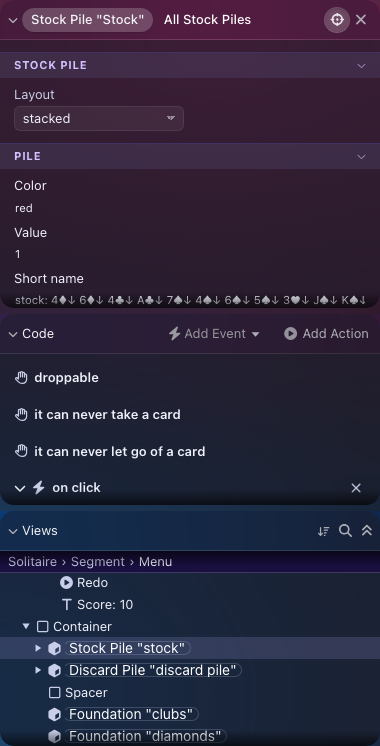 Stock Pile "Stock" All Stock Piles
STOCK PILE
Layout
stacked
PILE
Color
red
Value
1
Short name
stock: 4♦↓ 6♦↓ 4♣↓ A♣↓ 7♠↓ 4♠↓ 6♠↓ 5♠↓ 3♥↓ J♠↓ K♠↓
Code Add Event Add Action
droppable
it can never take a card
it can never let go of a card
on click
Views
Solitaire › Segment › Menu
Redo
Score: 10
Container
Stock Pile "stock"
Discard Pile "discard pile"
Spacer
Foundation "clubs"
Foundation "diamonds"